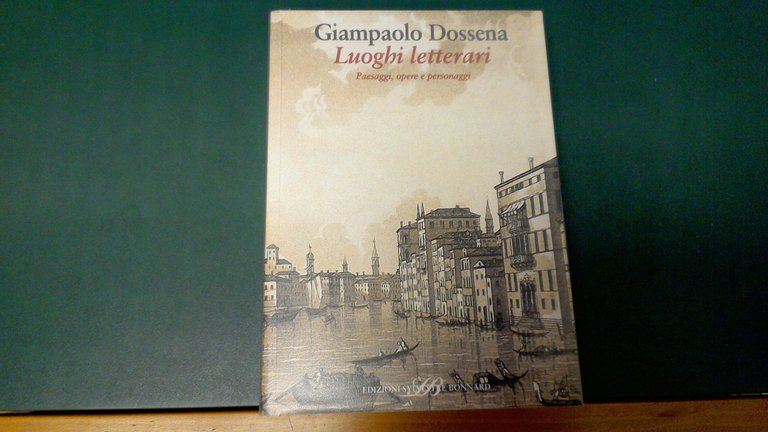 Giampaolo Dossena
Luoghi letterari
Paesaggi, opere e personaggi
EDIZIONI SYLVESTRE BONNARD